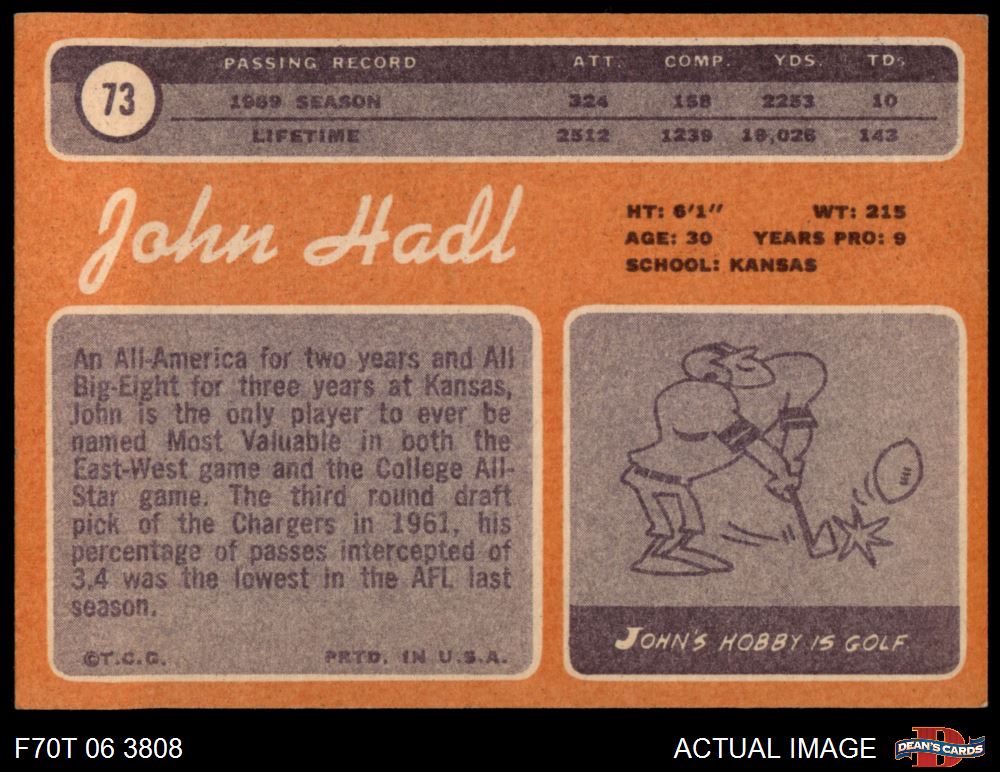 73
PASSING RECORD ATT. COMP. YDS. TDs
1969 SEASON 324 158 2253 10
LIFETIME 2512 1239 18,026 143
John Hadl
HT: 6'1" WT: 215
AGE: 30 YEARS PRO: 9
SCHOOL: KANSAS
An All-America for two years and All
Big-Eight for three years at Kansas,
John is the only player to ever be
named Most Valuable in both the
East-West game and the College All-
Star game. The third round draft
pick of the Chargers in 1961, his
percentage of passes intercepted of
3.4 was the lowest in the AFL last
season.
©T.C.G. PRTD. IN U.S.A.
JOHN'S HOBBY IS GOLF
F70T 06 3808
ACTUAL IMAGE
D
DEAN'S CARDS